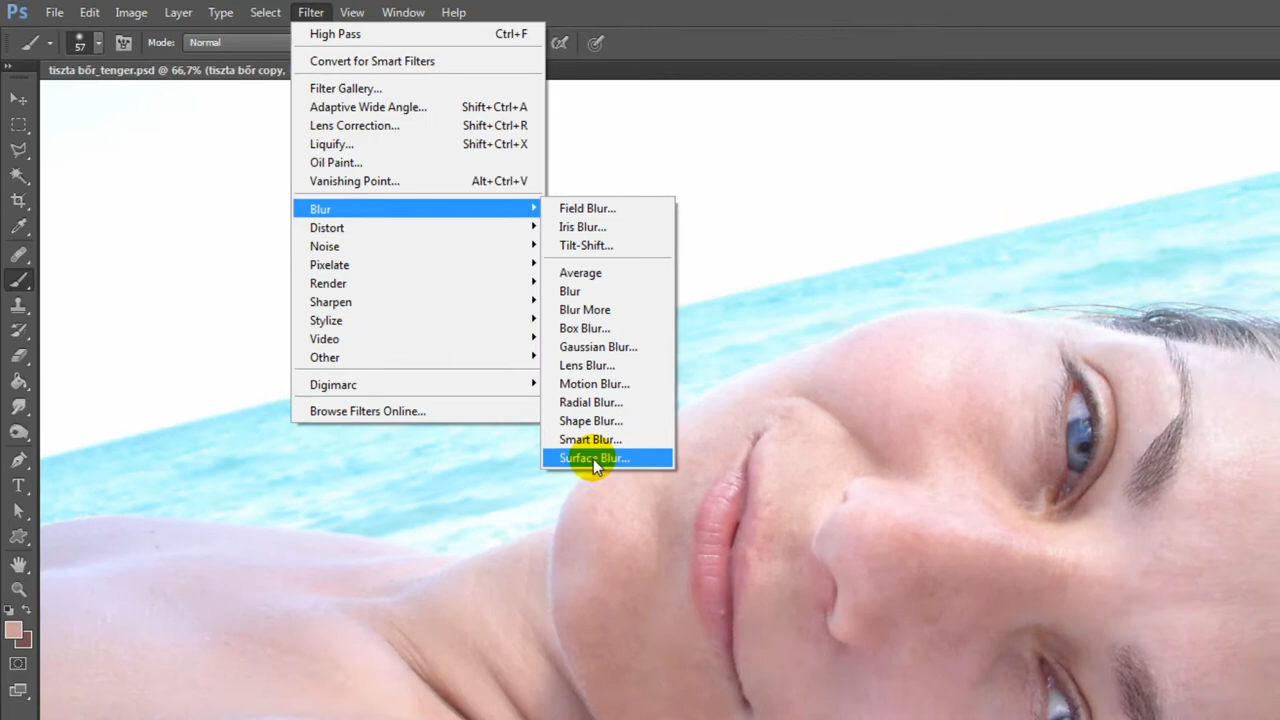 Ps File Edit Image Layer Type Select Filter View Window Help
57 Mode: Normal
tiszta bőr_tenger.psd @ 66,7% (tiszta bőr copy,
High Pass Ctrl+F
Convert for Smart Filters
Filter Gallery...
Adaptive Wide Angle... Shift+Ctrl+A
Lens Correction... Shift+Ctrl+R
Liquify... Shift+Ctrl+X
Oil Paint...
Vanishing Point... Alt+Ctrl+V
Blur
Distort
Noise
Pixelate
Render
Sharpen
Stylize
Video
Other
Digimarc
Browse Filters Online...
Field Blur...
Iris Blur...
Tilt-Shift...
Average
Blur
Blur More
Box Blur...
Gaussian Blur...
Lens Blur...
Motion Blur...
Radial Blur...
Shape Blur...
Smart Blur...
Surface Blur...
T